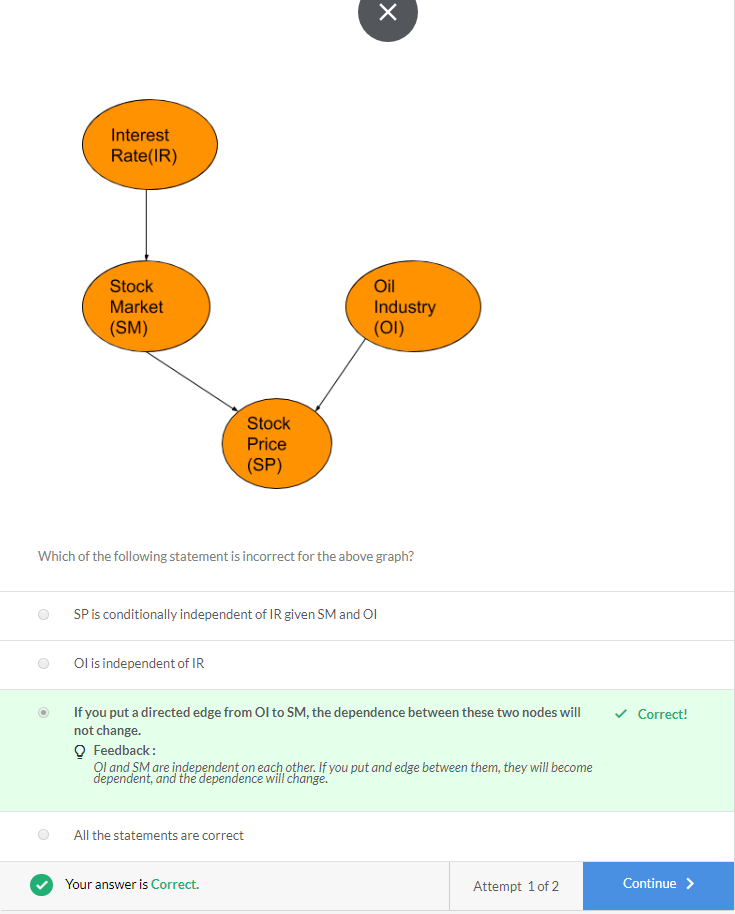 Interest
Rate(IR)
Stock
Market
(SM)
Oil
Industry
(OI)
Stock
Price
(SP)
Which of the following statement is incorrect for the above graph?
SP is conditionally independent of IR given SM and OI
OI is independent of IR
If you put a directed edge from OI to SM, the dependence between these two nodes will
not change.
Correct!
Feedback :
OI and SM are independent on each other. If you put and edge between them, they will become
dependent, and the dependence will change.
All the statements are correct
Your answer is Correct.
Attempt 1 of 2
Continue